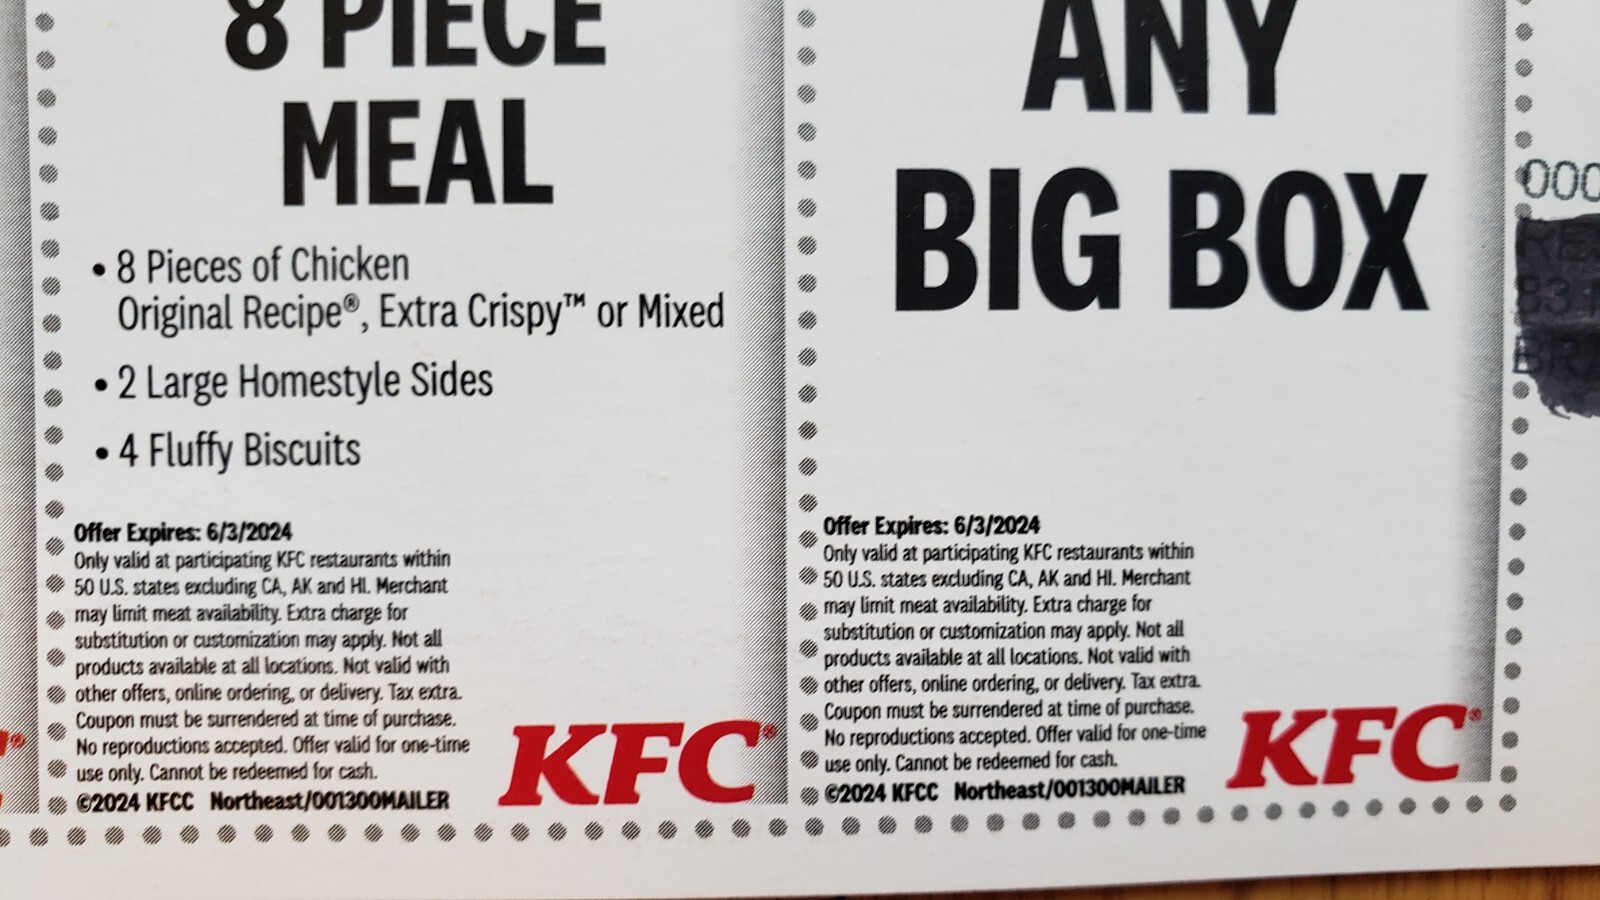 8 PIECE
MEAL
• 8 Pieces of Chicken
Original Recipe®, Extra Crispy™ or Mixed
• 2 Large Homestyle Sides
• 4 Fluffy Biscuits
Offer Expires: 6/3/2024
Only valid at participating KFC restaurants within
50 U.S. states excluding CA, AK and HI. Merchant
may limit meat availability. Extra charge for
substitution or customization may apply. Not all
products available at all locations. Not valid with
other offers, online ordering, or delivery. Tax extra.
Coupon must be surrendered at time of purchase.
No reproductions accepted. Offer valid for one-time
use only. Cannot be redeemed for cash.
©2024 KFCC Northeast/001300MAILER
KFC®
ANY
BIG BOX
Offer Expires: 6/3/2024
Only valid at participating KFC restaurants within
50 U.S. states excluding CA, AK and HI. Merchant
may limit meat availability. Extra charge for
substitution or customization may apply. Not all
products available at all locations. Not valid with
other offers, online ordering, or delivery. Tax extra.
Coupon must be surrendered at time of purchase.
No reproductions accepted. Offer valid for one-time
use only. Cannot be redeemed for cash.
©2024 KFCC Northeast/001300MAILER
KFC®